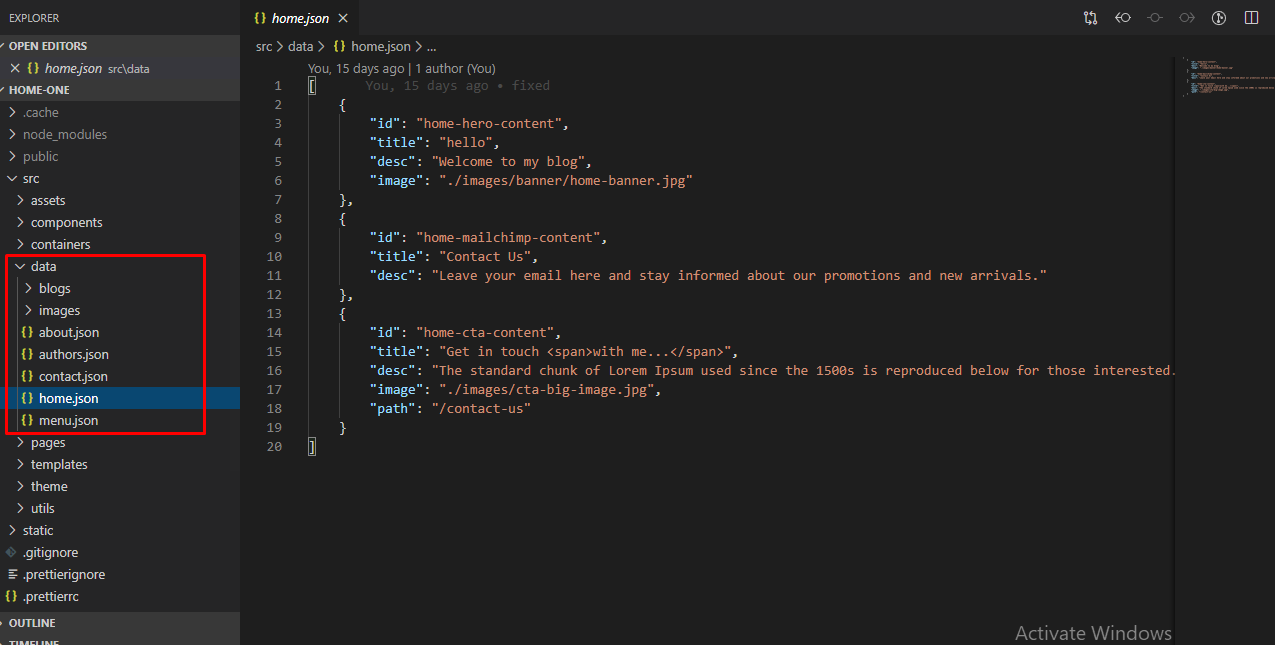 EXPLORER
OPEN EDITORS
home.json src\data
HOME-ONE
.cache
node_modules
public
src
assets
components
containers
data
blogs
images
about.json
authors.json
contact.json
home.json
menu.json
pages
templates
theme
utils
static
.gitignore
.prettierignore
.prettierrc
OUTLINE
TIMELINE
{} home.json
src > data > {} home.json > ...
You, 15 days ago | 1 author (You)
1 [ You, 15 days ago • fixed
2 {
3 "id": "home-hero-content",
4 "title": "hello",
5 "desc": "Welcome to my blog",
6 "image": "./images/banner/home-banner.jpg"
7 },
8 {
9 "id": "home-mailchimp-content",
10 "title": "Contact Us",
11 "desc": "Leave your email here and stay informed about our promotions and new arrivals."
12 },
13 {
14 "id": "home-cta-content",
15 "title": "Get in touch <span>with me...</span>",
16 "desc": "The standard chunk of Lorem Ipsum used since the 1500s is reproduced below for those interested.
17 "image": "./images/cta-big-image.jpg",
18 "path": "/contact-us"
19 }
20 ]
Activate Windows